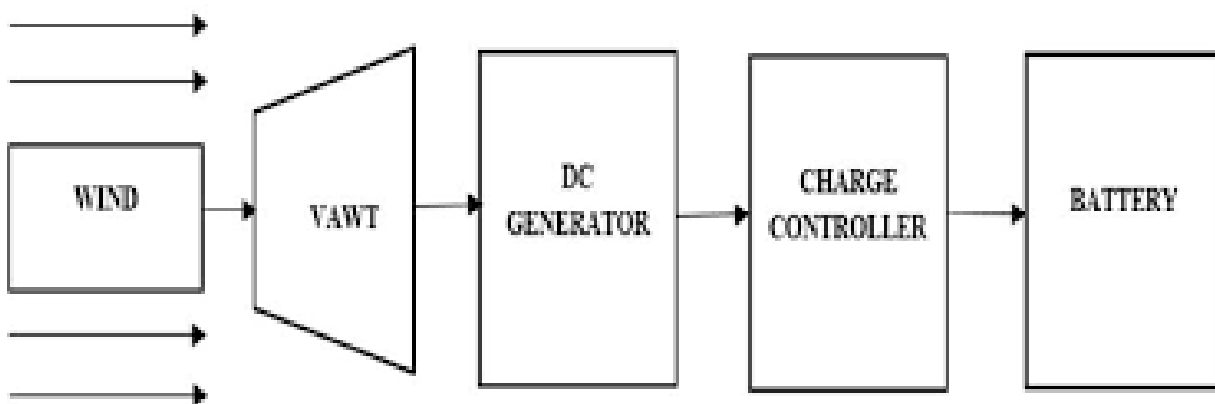 WIND
VAWT
DC
GENERATOR
CHARGE
CONTROLLER
BATTERY